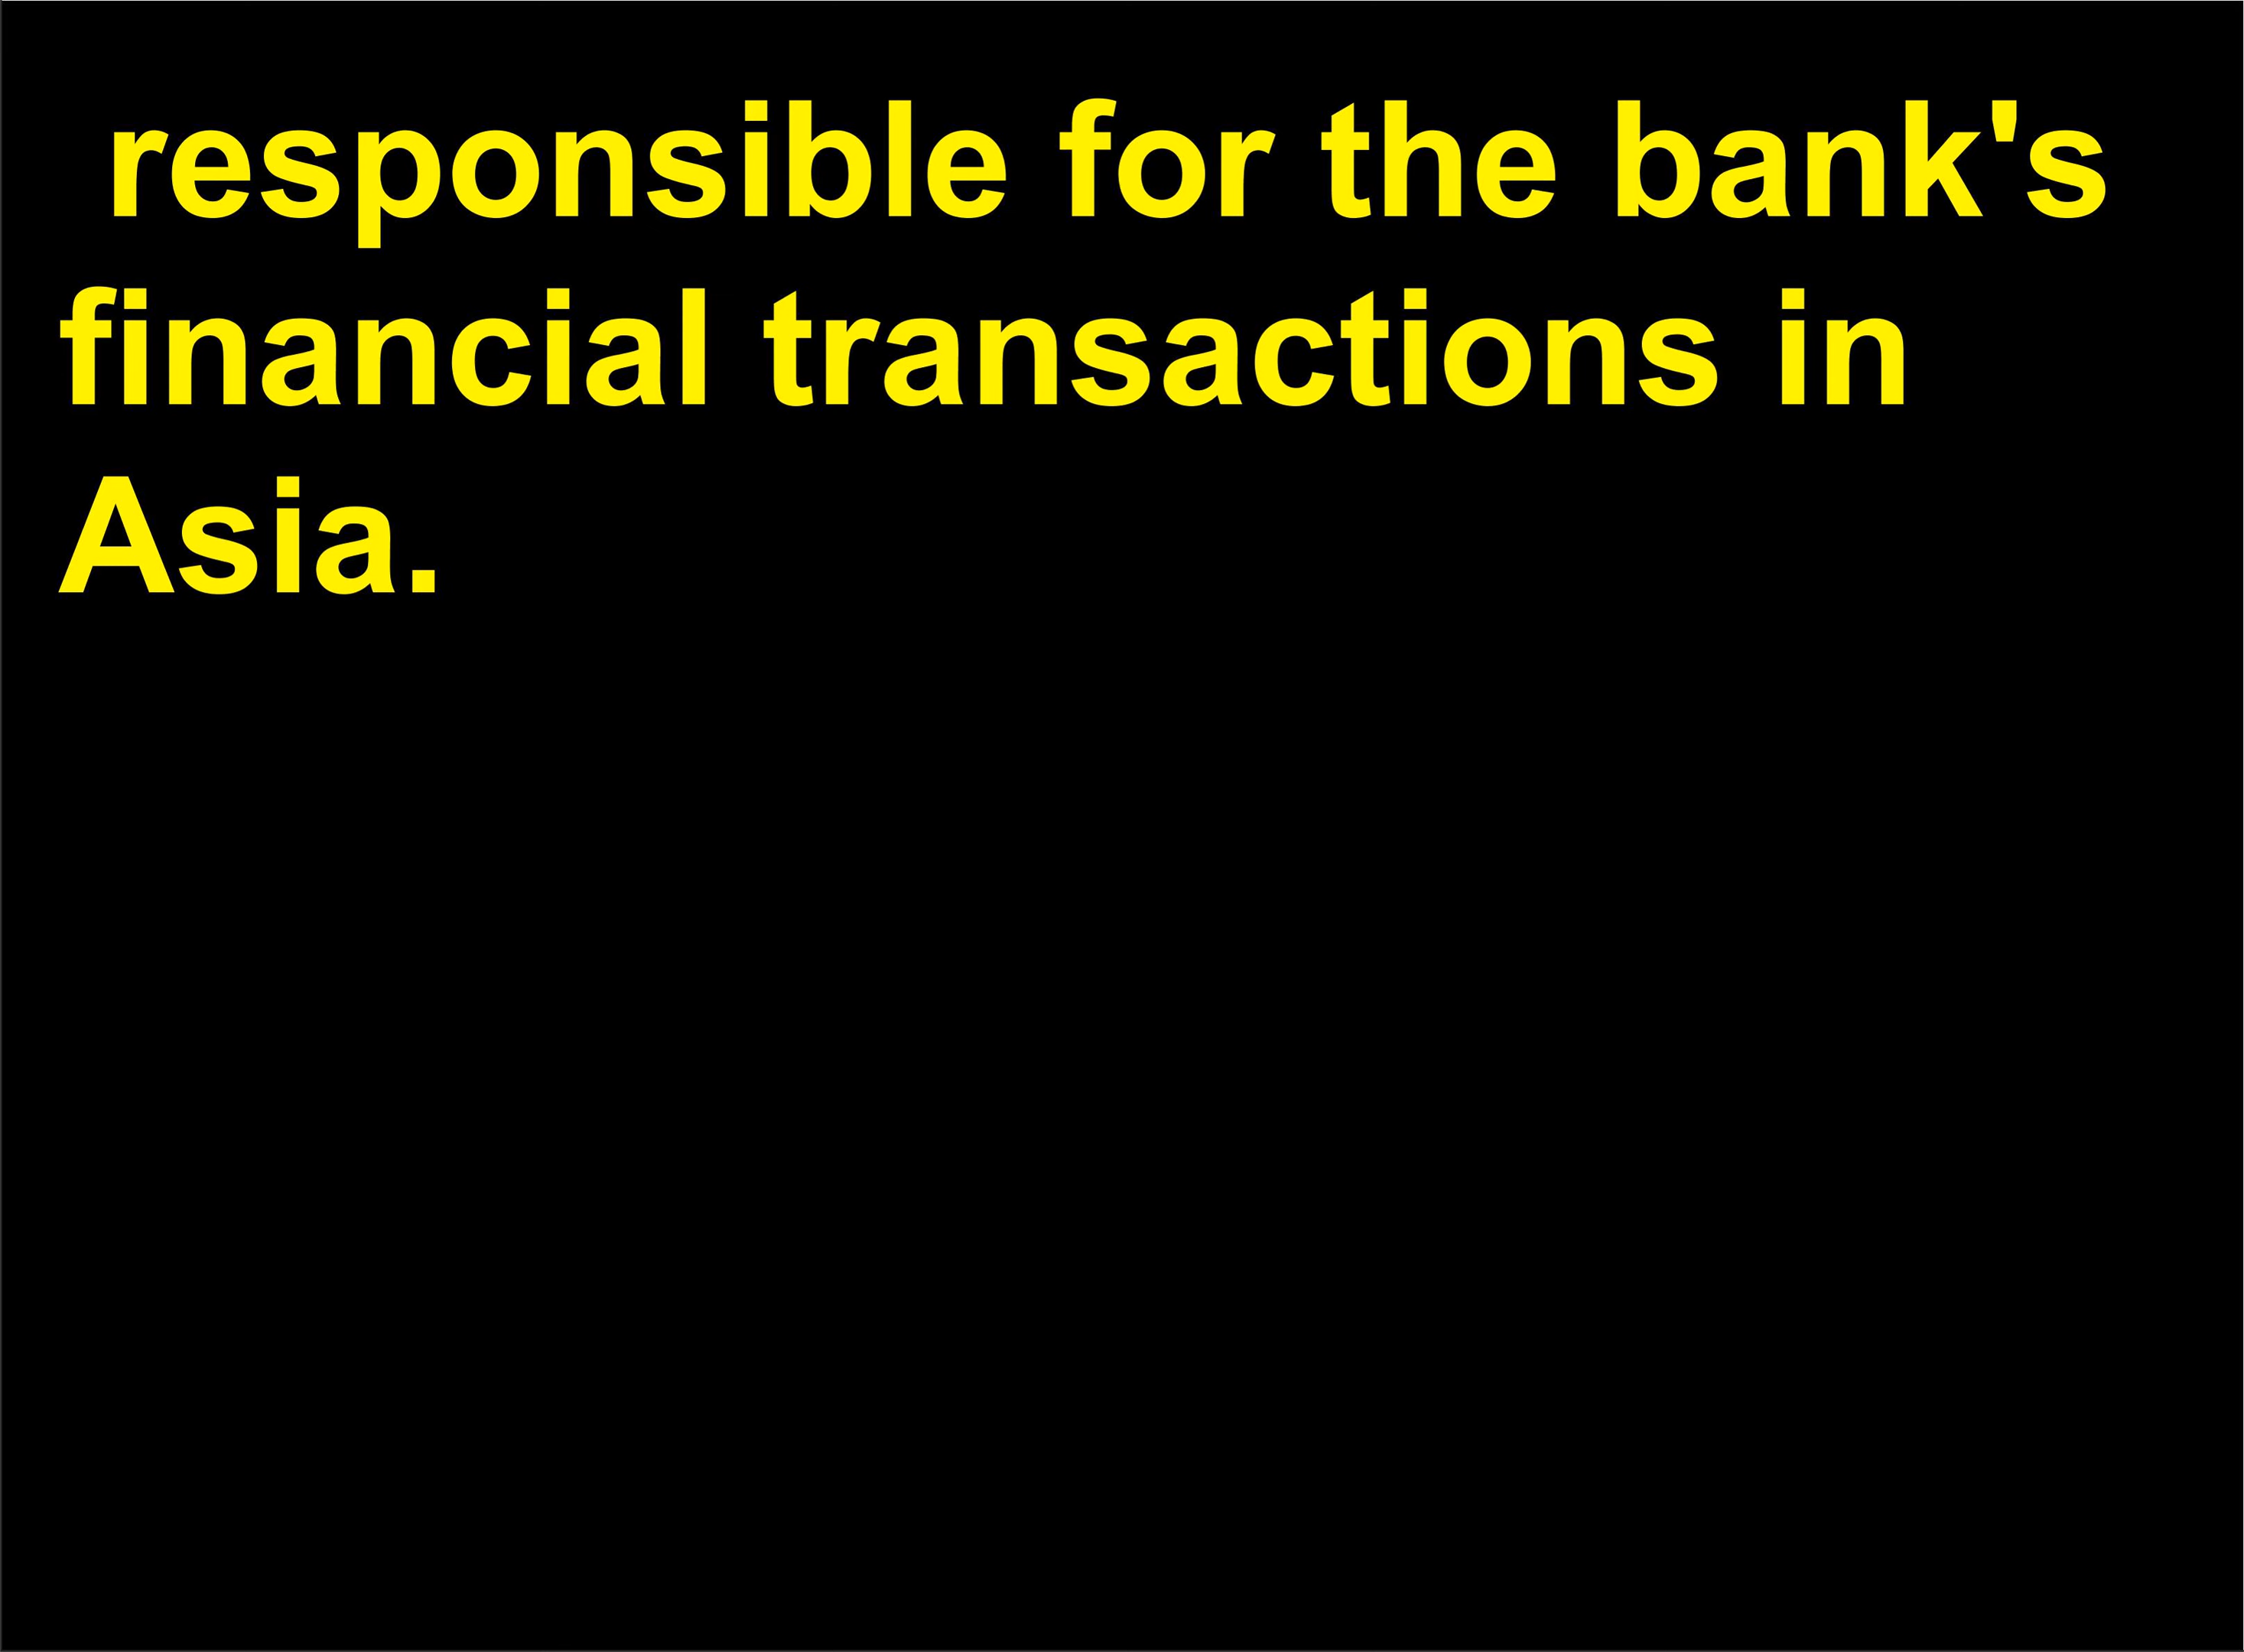 responsible for the bank's
financial transactions in
Asia.